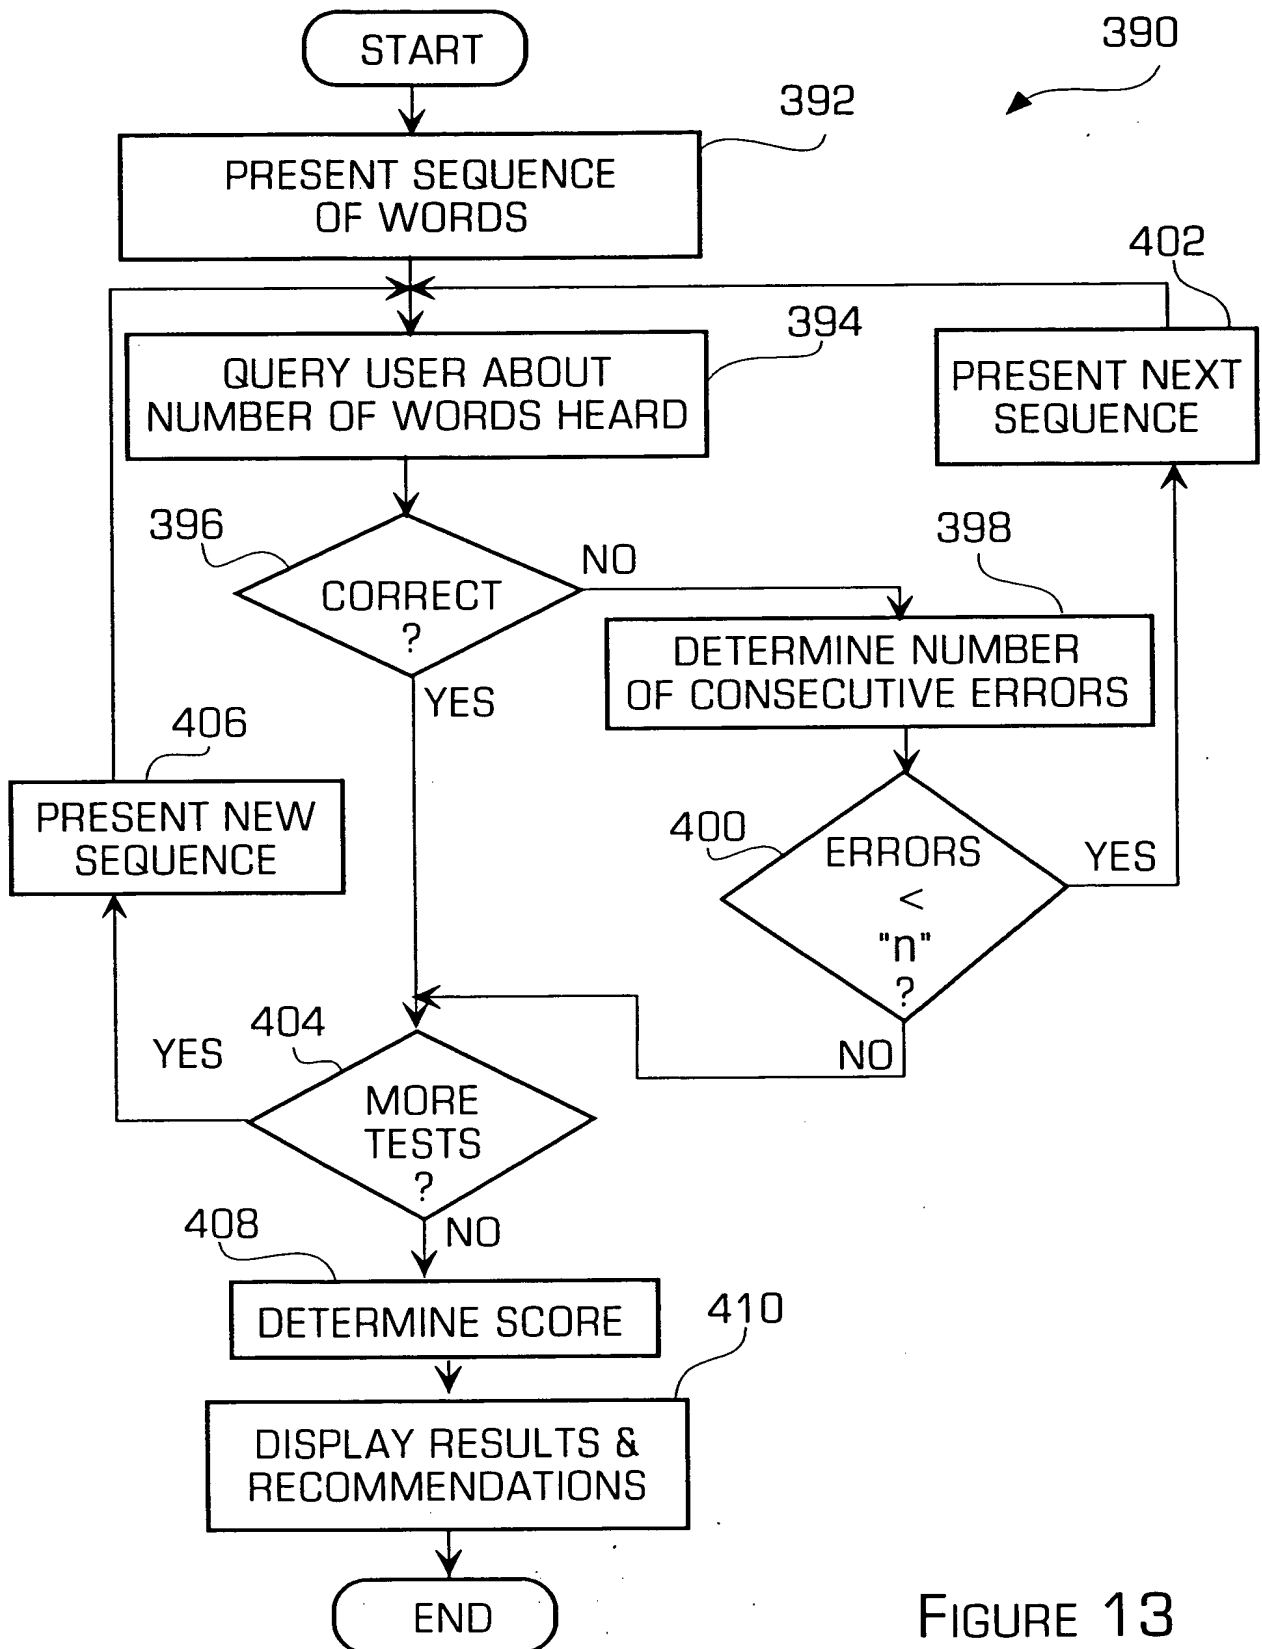 START
390
392
PRESENT SEQUENCE
OF WORDS
402
394
QUERY USER ABOUT
NUMBER OF WORDS HEARD
PRESENT NEXT
SEQUENCE
396
NO
398
CORRECT
?
DETERMINE NUMBER
OF CONSECUTIVE ERRORS
YES
406
PRESENT NEW
SEQUENCE
400
ERRORS
<
"n"
?
YES
404
YES
NO
MORE
TESTS
?
408
NO
DETERMINE SCORE
410
DISPLAY RESULTS &
RECOMMENDATIONS
END
FIGURE 13